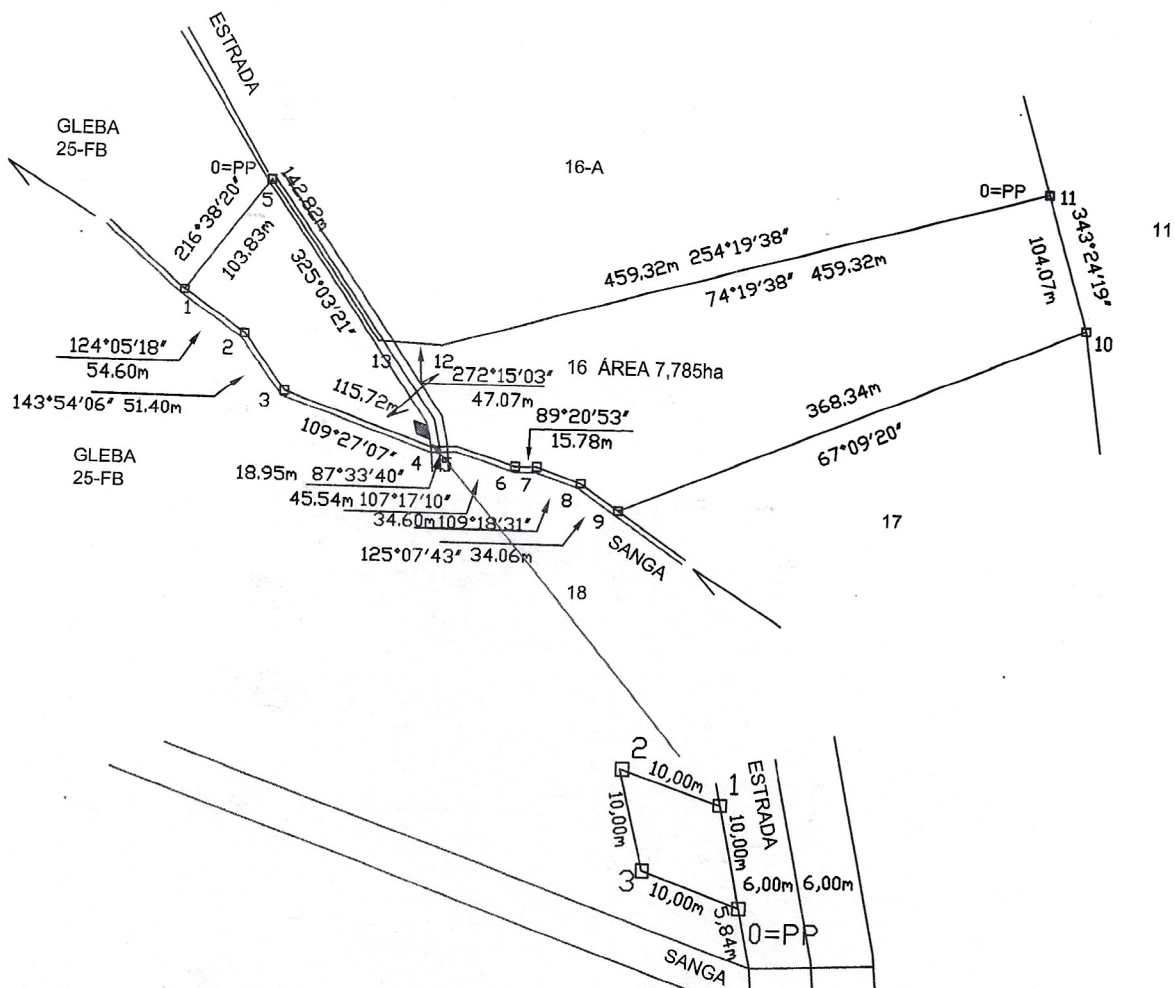 ESTRADA
GLEBA
25-FB
0=PP
5
142.82m
16-A
0=PP
11
11
216°38'20"
103.83m
325°03'21"
343°24'19"
104.07m
459,32m 254°19'38"
74°19'38" 459.32m
1
2
3
124°05'18"
54.60m
143°54'06" 51.40m
13
12
272°15'03"
47.07m
16 ÁREA 7,785ha
10
115.72m
109°27'07"
89°20'53"
15.78m
368.34m
67°09'20"
GLEBA
25-FB
4
5
6
7
8
9
18.95m 87°33'40"
45.54m 107°17'10"
34.60m 109°18'31"
125°07'43" 34.06m
SANGA
17
18
2
10,00m
1
ESTRADA
10,00m
10,00m
3
10,00m
6,00m
6,00m
5,84m
0=PP
SANGA